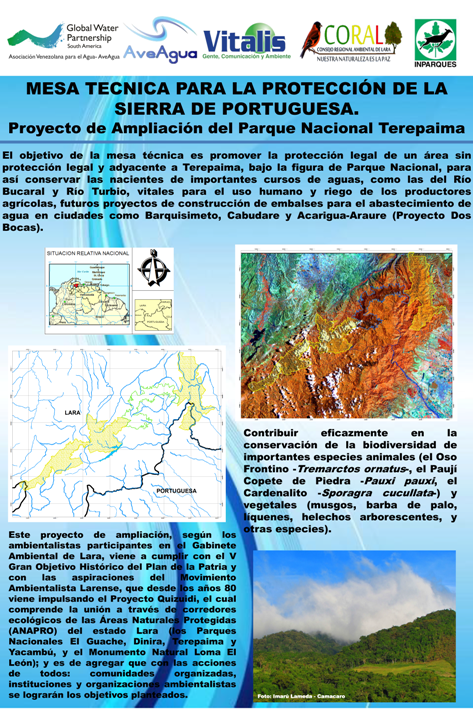 Global Water
Partnership
South America
Asociación Venezolana para el Agua- AveAgua
AveAgua
Vitalis
Gente, Comunicación y Ambiente
CORAL
CONSEJO REGIONAL AMBIENTAL DE LARA
NUESTRA NATURALEZA ES LA PAZ
INPARQUES
MESA TECNICA PARA LA PROTECCIÓN DE LA
SIERRA DE PORTUGUESA.
Proyecto de Ampliación del Parque Nacional Terepaima
El objetivo de la mesa técnica es promover la protección legal de un área sin
protección legal y adyacente a Terepaima, bajo la figura de Parque Nacional, para
así conservar las nacientes de importantes cursos de aguas, como las del Río
Bucaral y Río Turbio, vitales para el uso humano y riego de los productores
agrícolas, futuros proyectos de construcción de embalses para el abastecimiento de
agua en ciudades como Barquisimeto, Cabudare y Acarigua-Araure (Proyecto Dos
Bocas).
SITUACION RELATIVA NACIONAL
LARA
PORTUGUESA
Contribuir eficazmente en la
conservación de la biodiversidad de
importantes especies animales (el Oso
Frontino -Tremarctos ornatus-, el Paují
Copete de Piedra -Pauxi pauxi, el
Cardenalito -Sporagra cucullata-) y
vegetales (musgos, barba de palo,
líquenes, helechos arborescentes, y
otras especies).
Este proyecto de ampliación, según los
ambientalistas participantes en el Gabinete
Ambiental de Lara, viene a cumplir con el V
Gran Objetivo Histórico del Plan de la Patria y
con las aspiraciones del Movimiento
Ambientalista Larense, que desde los años 80
viene impulsando el Proyecto Quizuidi, el cual
comprende la unión a través de corredores
ecológicos de las Áreas Naturales Protegidas
(ANAPRO) del estado Lara (los Parques
Nacionales El Guache, Dinira, Terepaima y
Yacambú, y el Monumento Natural Loma El
León); y es de agregar que con las acciones
de todos: comunidades organizadas,
instituciones y organizaciones ambientalistas
se lograrán los objetivos planteados.
Foto: Imarú Lameda - Camacaro